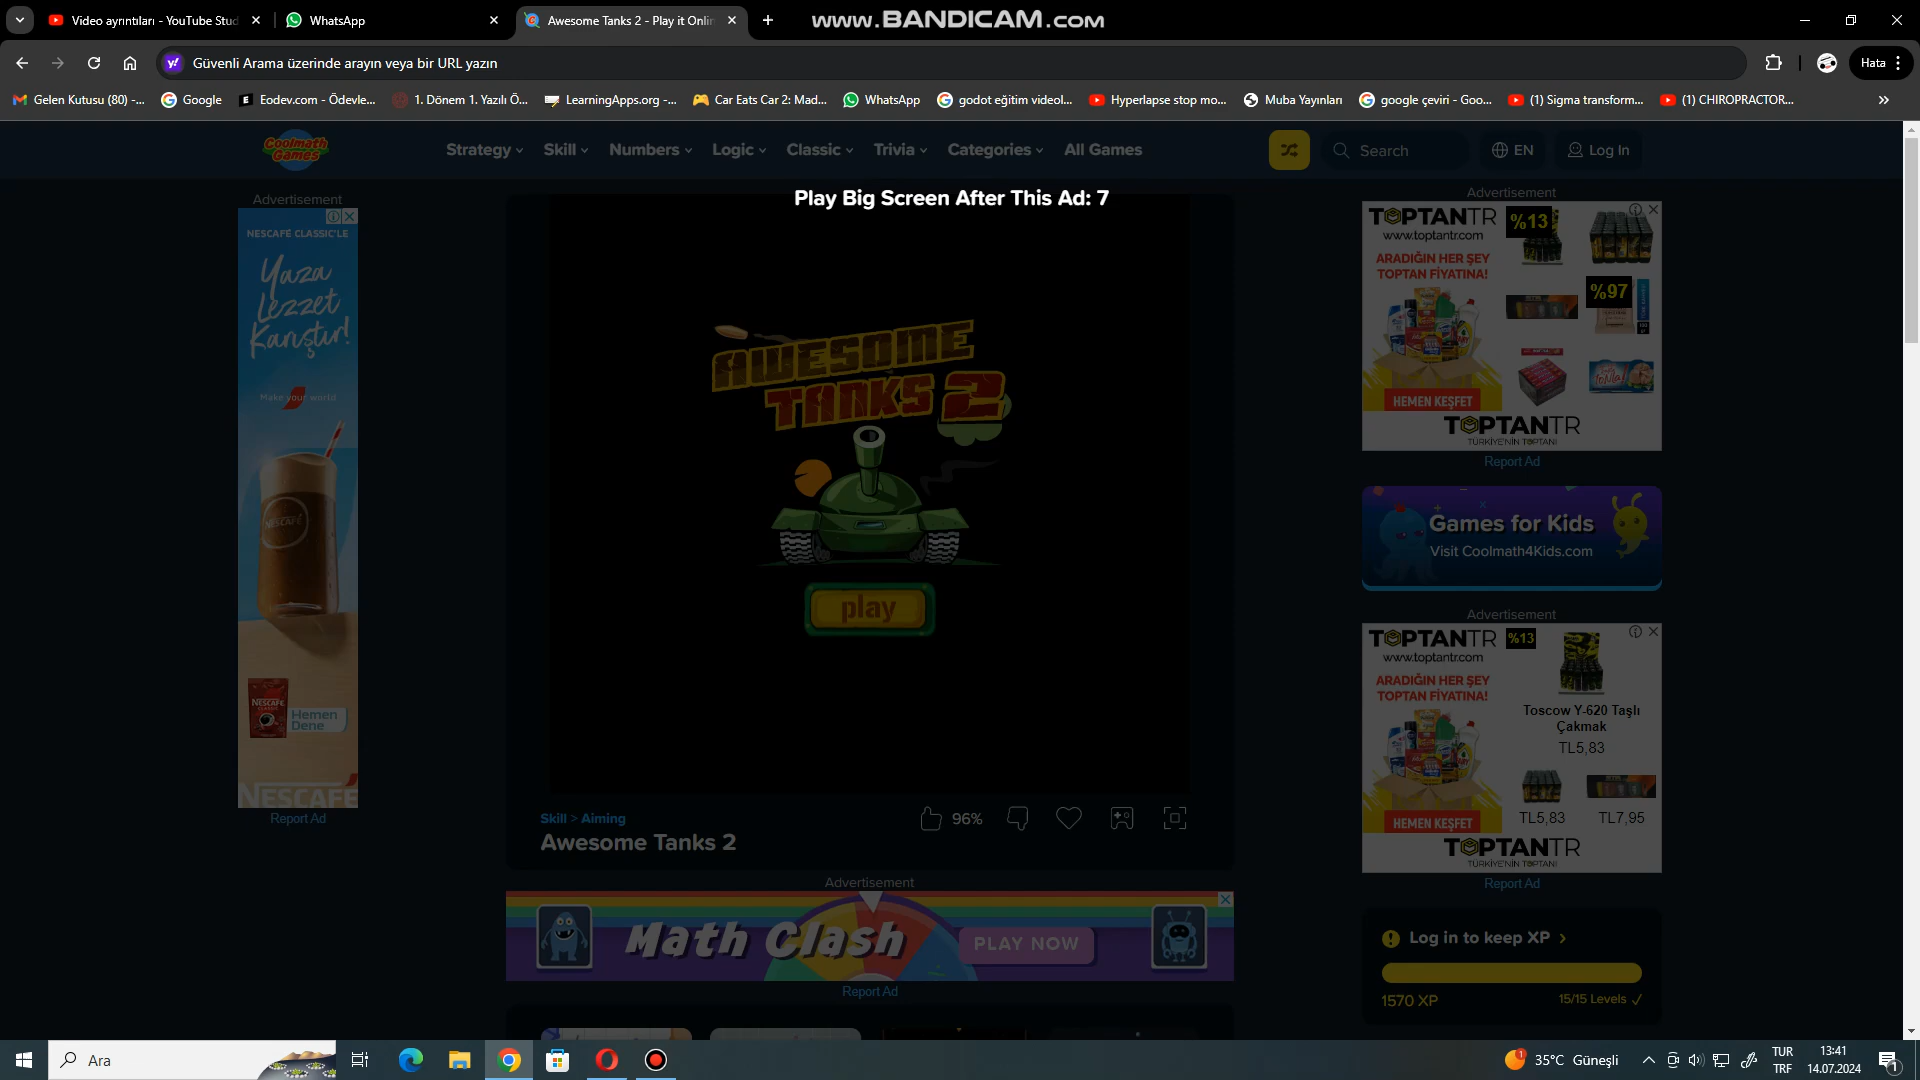 Video ayrıntıları - YouTube Stud
WhatsApp
Awesome Tanks 2 - Play it Onlin
www.BANDICAM.com
Güvenli Arama üzerinde arayın veya bir URL yazın
Hata
Gelen Kutusu (80) -...
Google
Eodev.com - Ödevle...
1. Dönem 1. Yazılı Ö...
LearningApps.org -...
Car Eats Car 2: Mad...
WhatsApp
godot eğitim videol...
Hyperlapse stop mo...
Muba Yayınları
google çeviri - Goo...
(1) Sigma transform...
(1) CHIROPRACTOR...
Coolmath Games
Strategy
Skill
Numbers
Logic
Classic
Trivia
Categories
All Games
Search
EN
Log In
Play Big Screen After This Ad: 7
Advertisement
NESCAFÉ CLASSIC'LE
Yaza
Lezzet
Karıştır!
Make your world
NESCAFÉ
NESCAFÉ
Hemen
Dene
NESCAFÉ
Report Ad
AWESOME
TANKS 2
play
Skill > Aiming
96%
Awesome Tanks 2
Advertisement
Math Clash
PLAY NOW
Report Ad
Advertisement
TOPTANTR
www.toptantr.com
ARADIĞIN HER ŞEY
TOPTAN FİYATINA!
HEMEN KEŞFET
%13
%97
TOPTANTR
TÜRKİYE'NİN TOPTANI
Report Ad
Games for Kids
Visit Coolmath4Kids.com
Advertisement
TOPTANTR
www.toptantr.com
%13
ARADIĞIN HER ŞEY
TOPTAN FİYATINA!
HEMEN KEŞFET
Toscow Y-620 Taşlı
Çakmak
TL5,83
TL5,83
TL7,95
TOPTANTR
TÜRKİYE'NİN TOPTANI
Report Ad
Log in to keep XP >
1570 XP
15/15 Levels
Ara
35°C Güneşli
TUR
TRF
13:41
14.07.2024
1